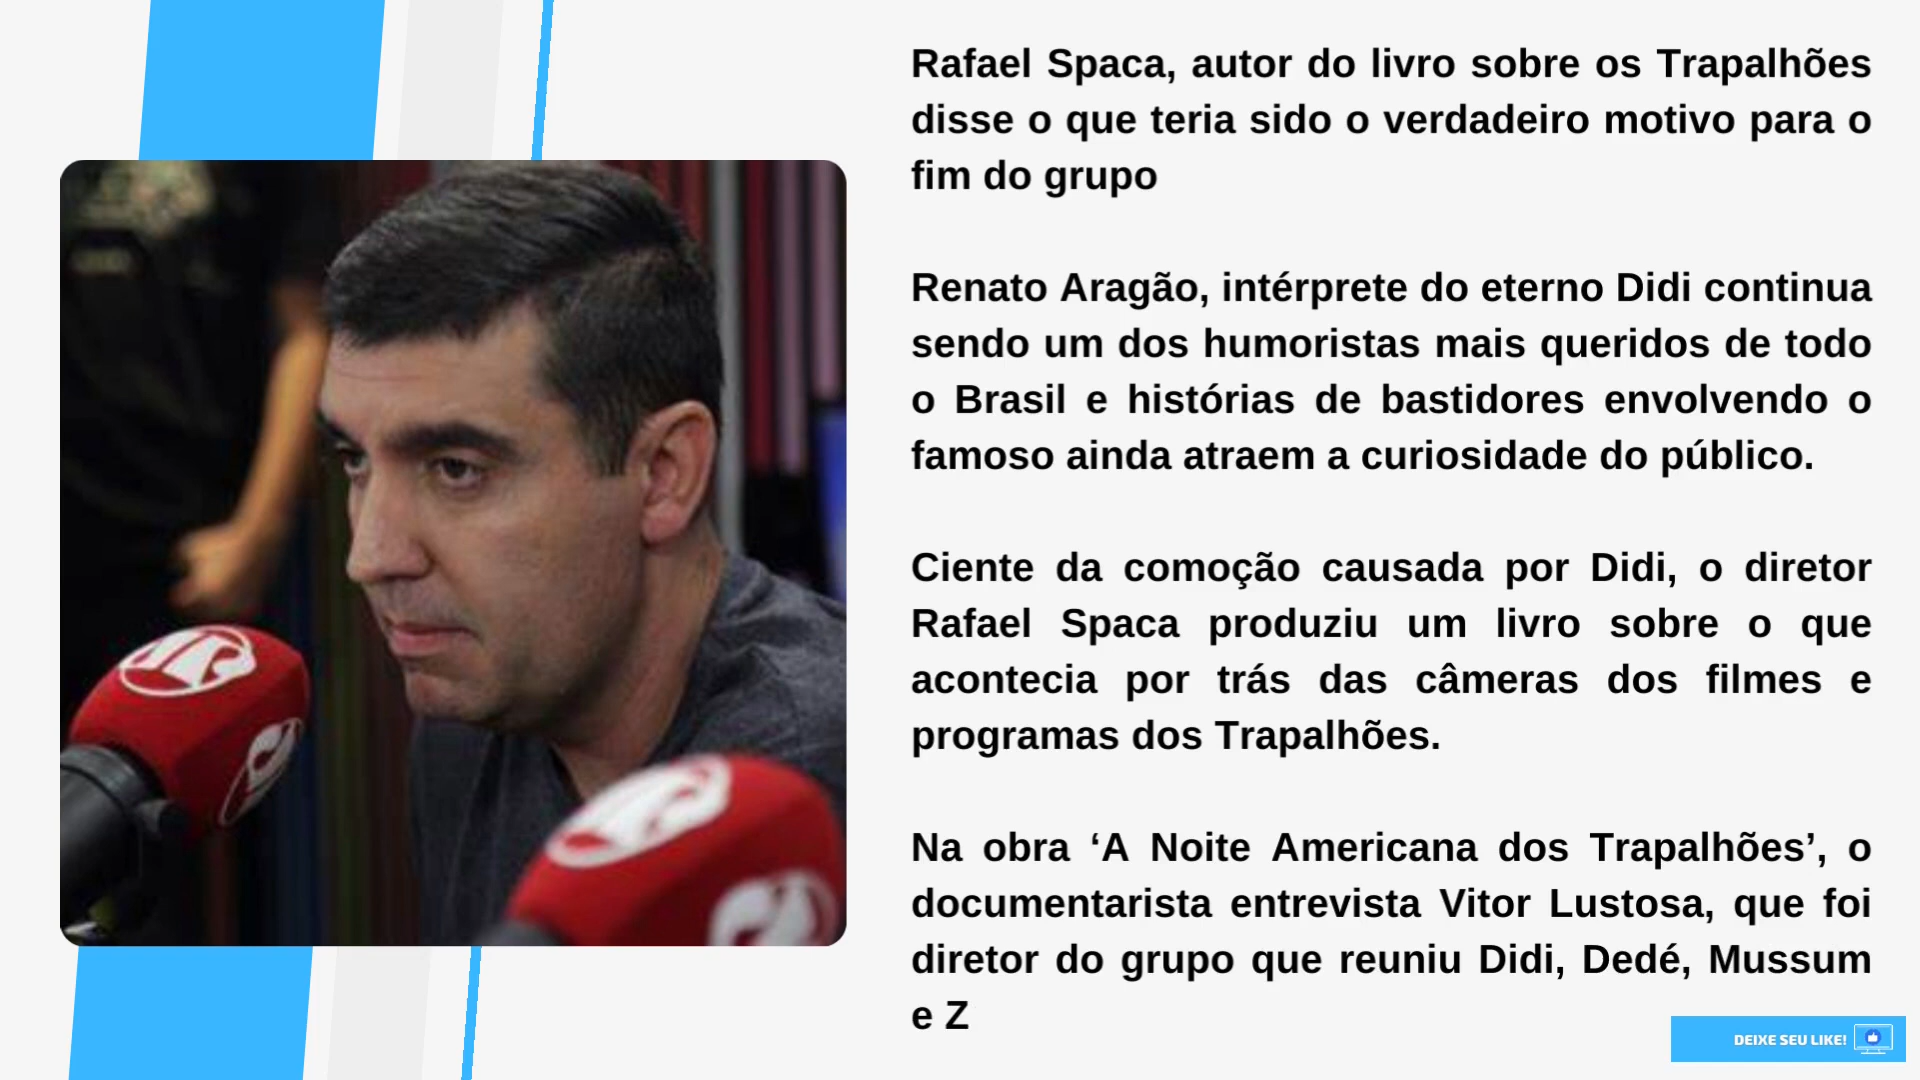 Rafael Spaca, autor do livro sobre os Trapalhões
disse o que teria sido o verdadeiro motivo para o
fim do grupo
Renato Aragão, intérprete do eterno Didi continua
sendo um dos humoristas mais queridos de todo
o Brasil e histórias de bastidores envolvendo o
famoso ainda atraem a curiosidade do público.
Ciente da comoção causada por Didi, o diretor
Rafael Spaca produziu um livro sobre o que
acontecia por trás das câmeras dos filmes e
programas dos Trapalhões.
Na obra ‘A Noite Americana dos Trapalhões’, o
documentarista entrevista Vitor Lustosa, que foi
diretor do grupo que reuniu Didi, Dedé, Mussum
e Z
DEIXE SEU LIKE!